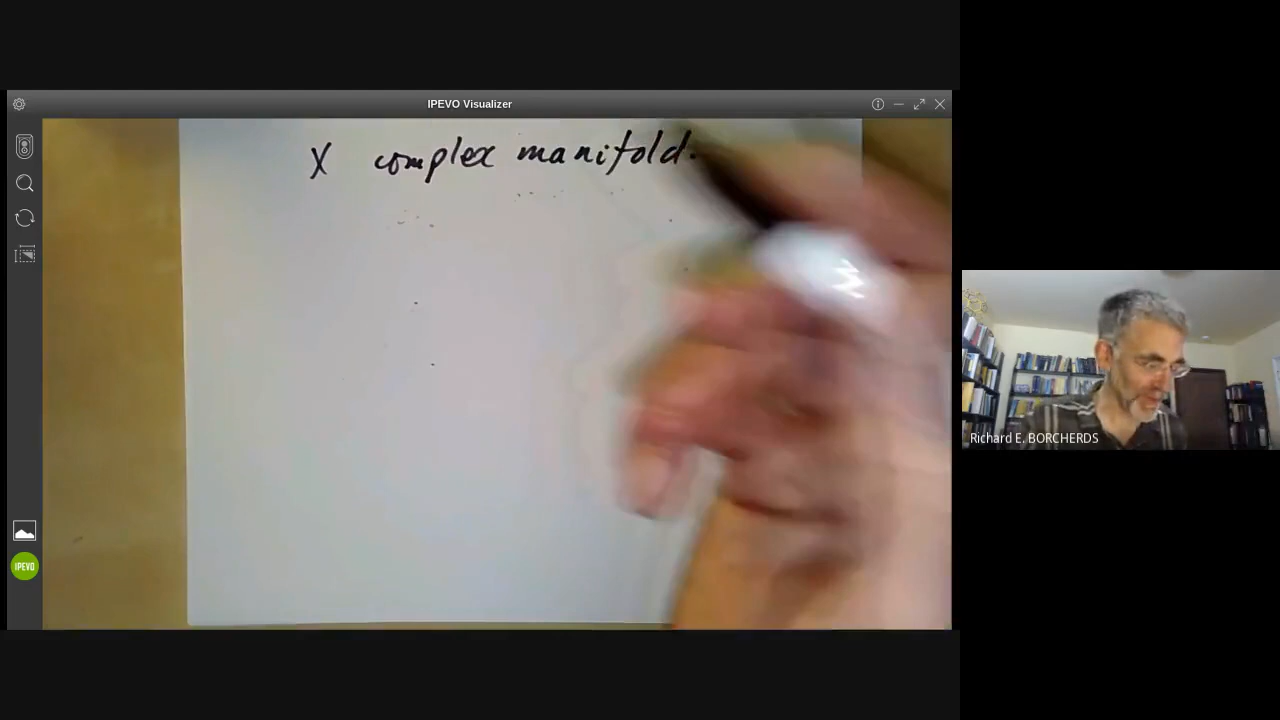 IPEVO Visualizer
X complex manifold.
IPEVO
Richard E. BORCHERDS